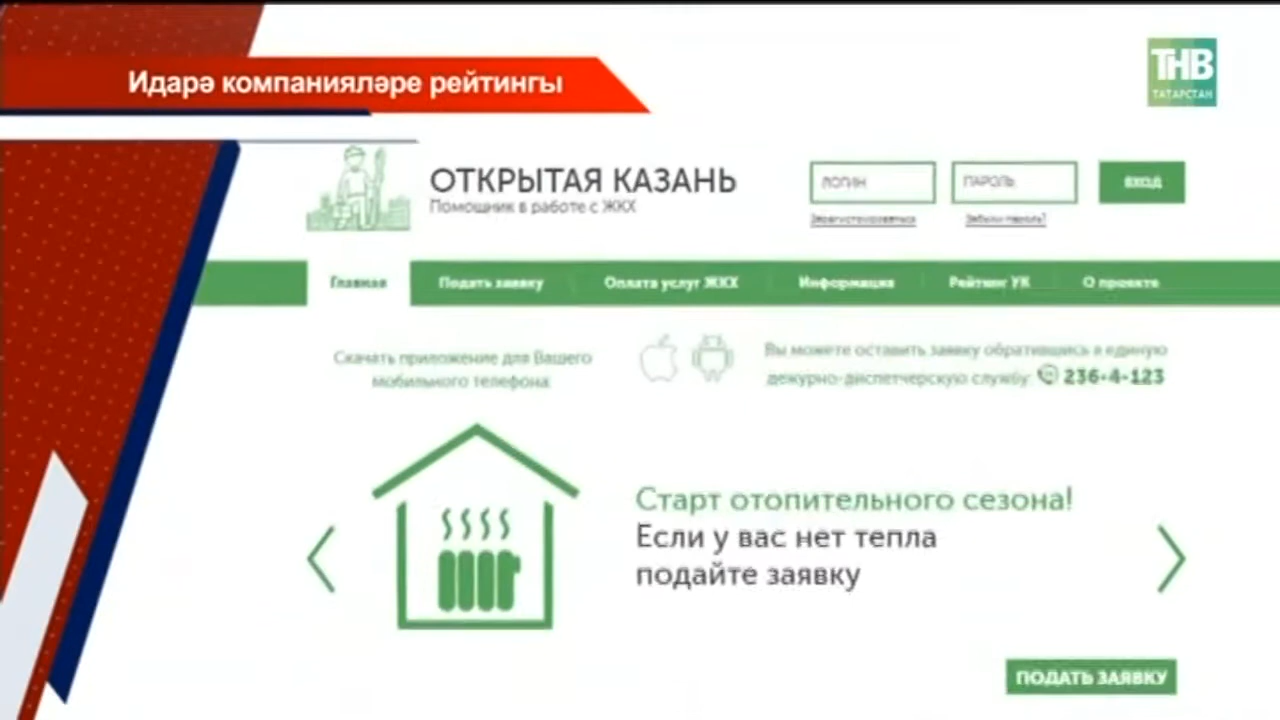 Идарә компанияләре рейтингы
ТНВ
ТАТАРСТАН
ОТКРЫТАЯ КАЗАНЬ
Помощник в работе с ЖКХ
ЛОГИН
ПАРОЛЬ
ВХОД
Зарегистрироваться
Забыли пароль?
Главная
Подать заявку
Оплата услуг ЖКХ
Информация
Рейтинг УК
О проекте
Скачать приложение для Вашего
мобильного телефона
Вы можете оставить заявку обратившись в единую
дежурно-диспетчерскую службу: 236-4-123
Старт отопительного сезона!
Если у вас нет тепла
подайте заявку
ПОДАТЬ ЗАЯВКУ